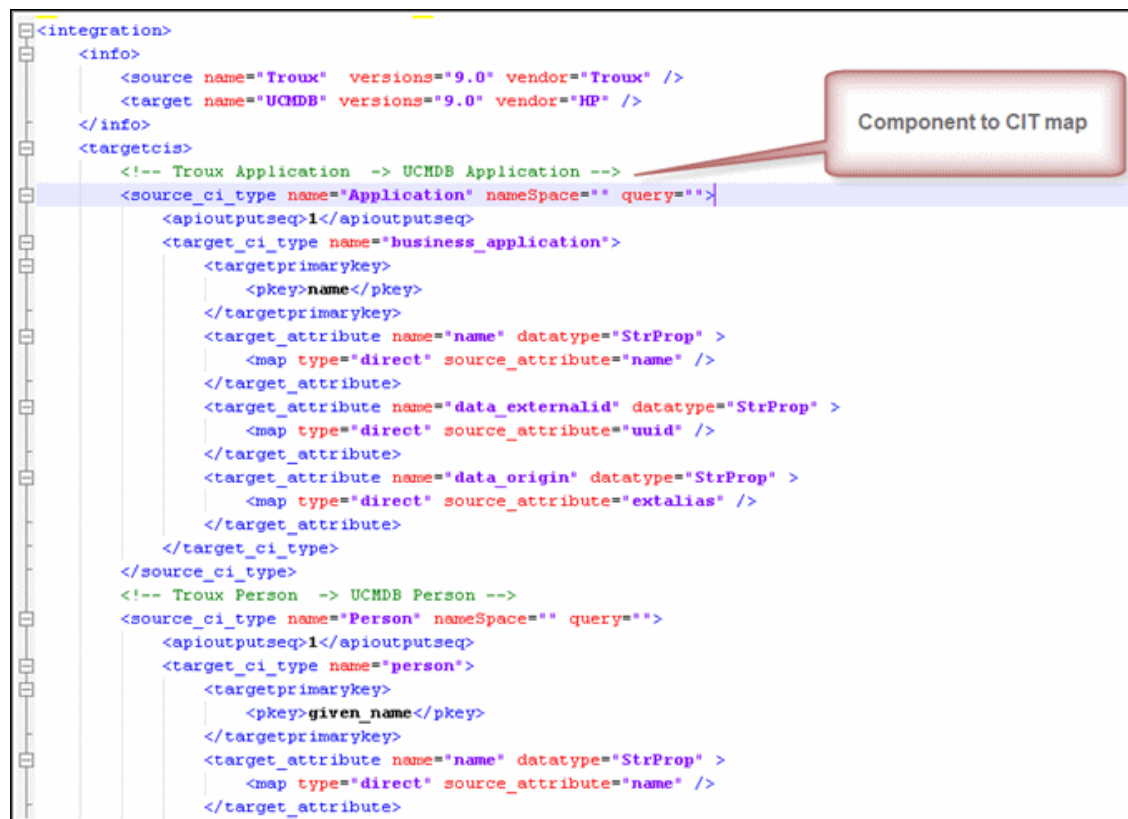 <integration>
<info>
<source name="Troux" versions="9.0" vendor="Troux" />
<target name="UCMDB" versions="9.0" vendor="HP" />
</info>
<targetcis>
<!-- Troux Application -> UCMDB Application -->
Component to CIT map
<source_ci_type name="Application" nameSpace="" query="">
<apioutputseq>1</apioutputseq>
<target_ci_type name="business_application">
<targetprimarykey>
<pkey>name</pkey>
</targetprimarykey>
<target_attribute name="name" datatype="StrProp" >
<map type="direct" source_attribute="name" />
</target_attribute>
<target_attribute name="data_externalid" datatype="StrProp" >
<map type="direct" source_attribute="uuid" />
</target_attribute>
<target_attribute name="data_origin" datatype="StrProp" >
<map type="direct" source_attribute="extalias" />
</target_attribute>
</target_ci_type>
</source_ci_type>
<!-- Troux Person -> UCMDB Person -->
<source_ci_type name="Person" nameSpace="" query="">
<apioutputseq>1</apioutputseq>
<target_ci_type name="person">
<targetprimarykey>
<pkey>given_name</pkey>
</targetprimarykey>
<target_attribute name="name" datatype="StrProp" >
<map type="direct" source_attribute="name" />
</target_attribute>